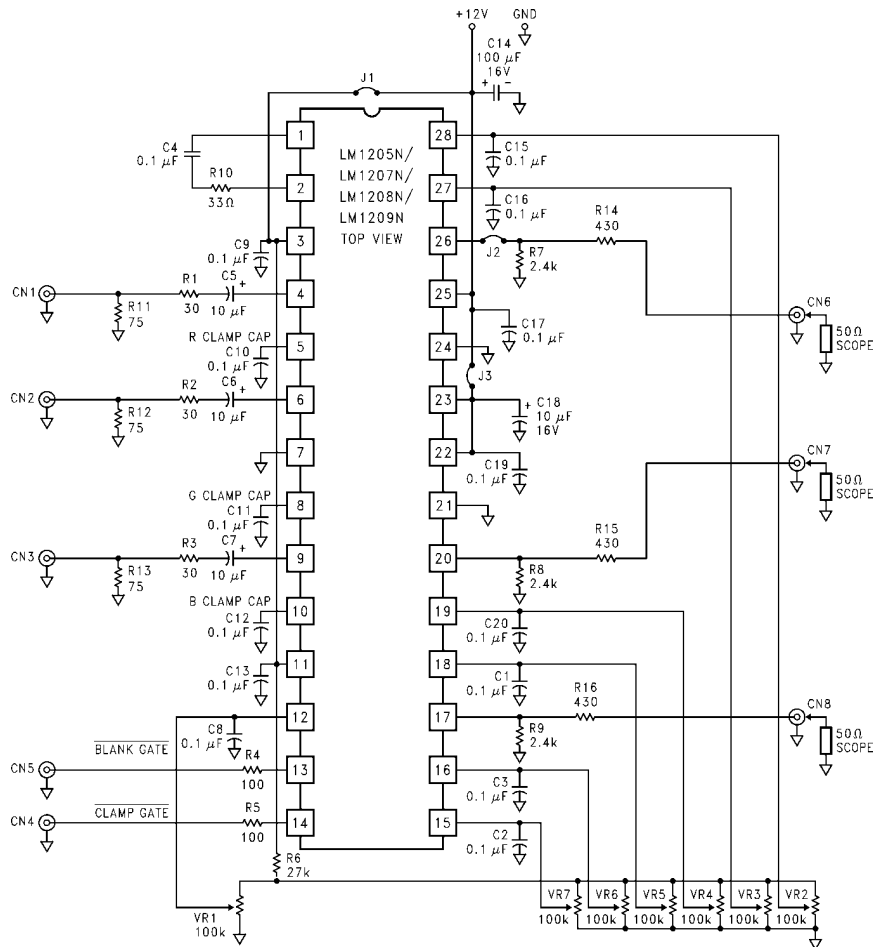 +12V
GND
C14
100 μF
16V
J1
+
−
1
28
C4
0.1 μF
LM1205N/
LM1207N/
LM1208N/
LM1209N
TOP VIEW
C15
0.1 μF
R10
33Ω
2
27
C16
0.1 μF
R14
430
C9
0.1 μF
3
26
J2
R7
2.4k
CN1
R1
30
C5
+
10 μF
4
25
R11
75
C17
0.1 μF
CN6
50Ω
SCOPE
R CLAMP CAP
C10
0.1 μF
5
24
J3
CN2
R2
30
C6
+
10 μF
6
23
+
C18
10 μF
16V
R12
75
7
22
C19
0.1 μF
CN7
50Ω
SCOPE
G CLAMP CAP
C11
0.1 μF
8
21
CN3
R3
30
C7
+
10 μF
9
20
R15
430
R13
75
R8
2.4k
B CLAMP CAP
C12
0.1 μF
10
19
C20
0.1 μF
C13
0.1 μF
11
18
C1
0.1 μF
R16
430
CN8
50Ω
SCOPE
12
17
C8
0.1 μF
R9
2.4k
BLANK GATE
CN5
R4
100
13
16
C3
0.1 μF
CLAMP GATE
CN4
R5
100
14
15
C2
0.1 μF
R6
27k
VR1
100k
VR7
100k
VR6
100k
VR5
100k
VR4
100k
VR3
100k
VR2
100k